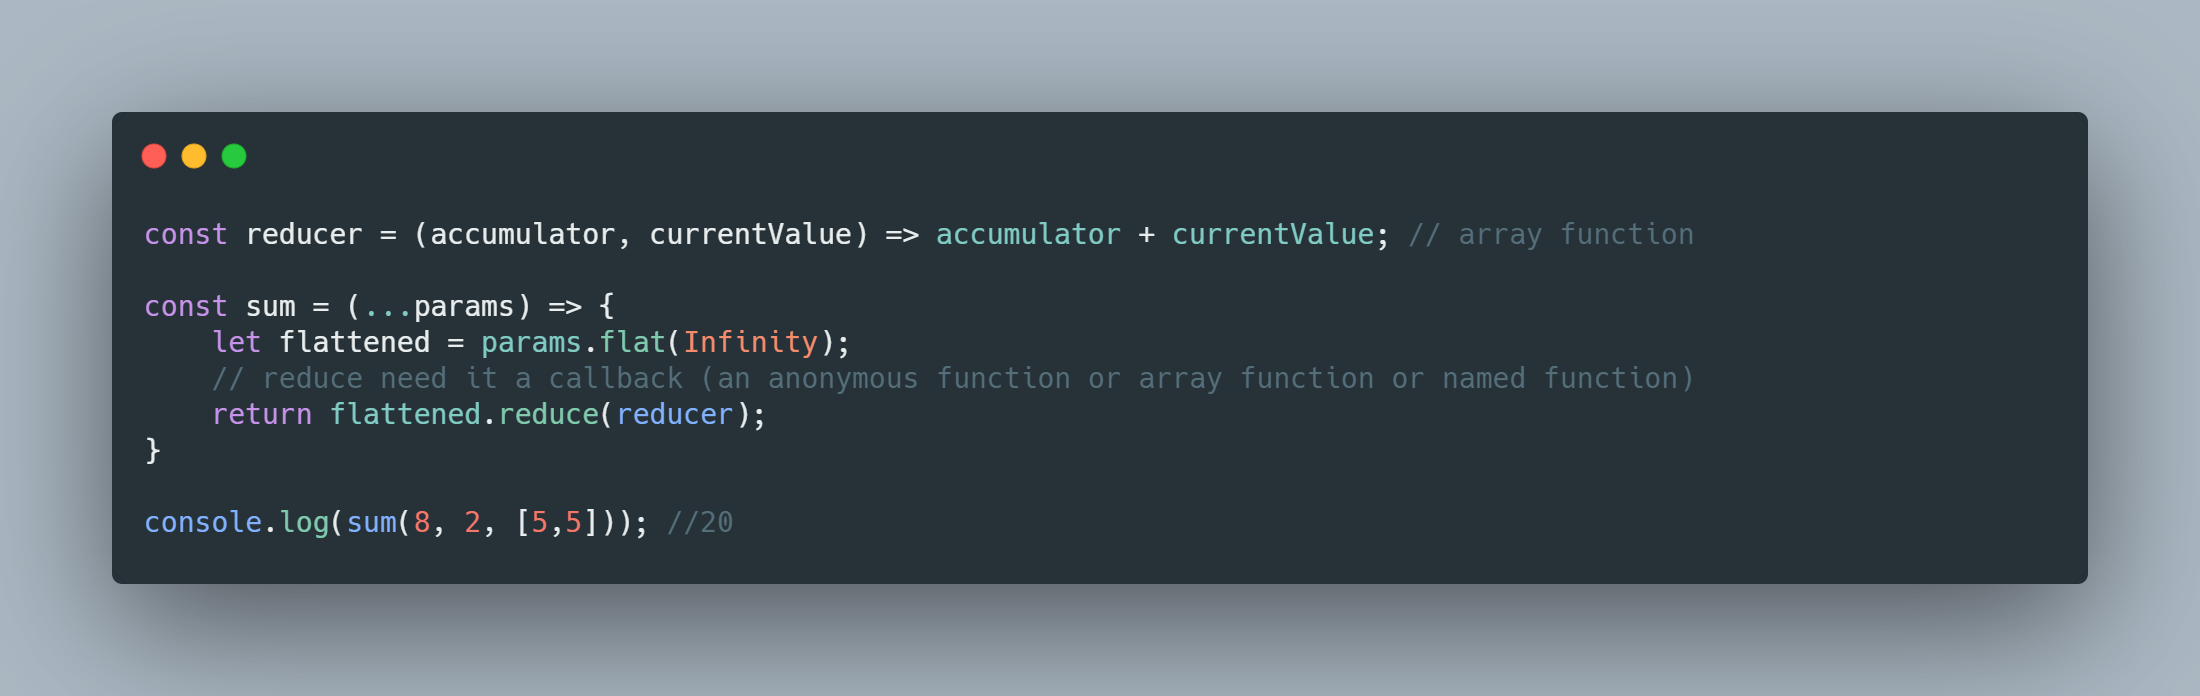 const reducer = (accumulator, currentValue) => accumulator + currentValue; // array function
const sum = (...params) => {
    let flattened = params.flat(Infinity);
    // reduce need it a callback (an anonymous function or array function or named function)
    return flattened.reduce(reducer);
}
console.log(sum(8, 2, [5,5])); //20